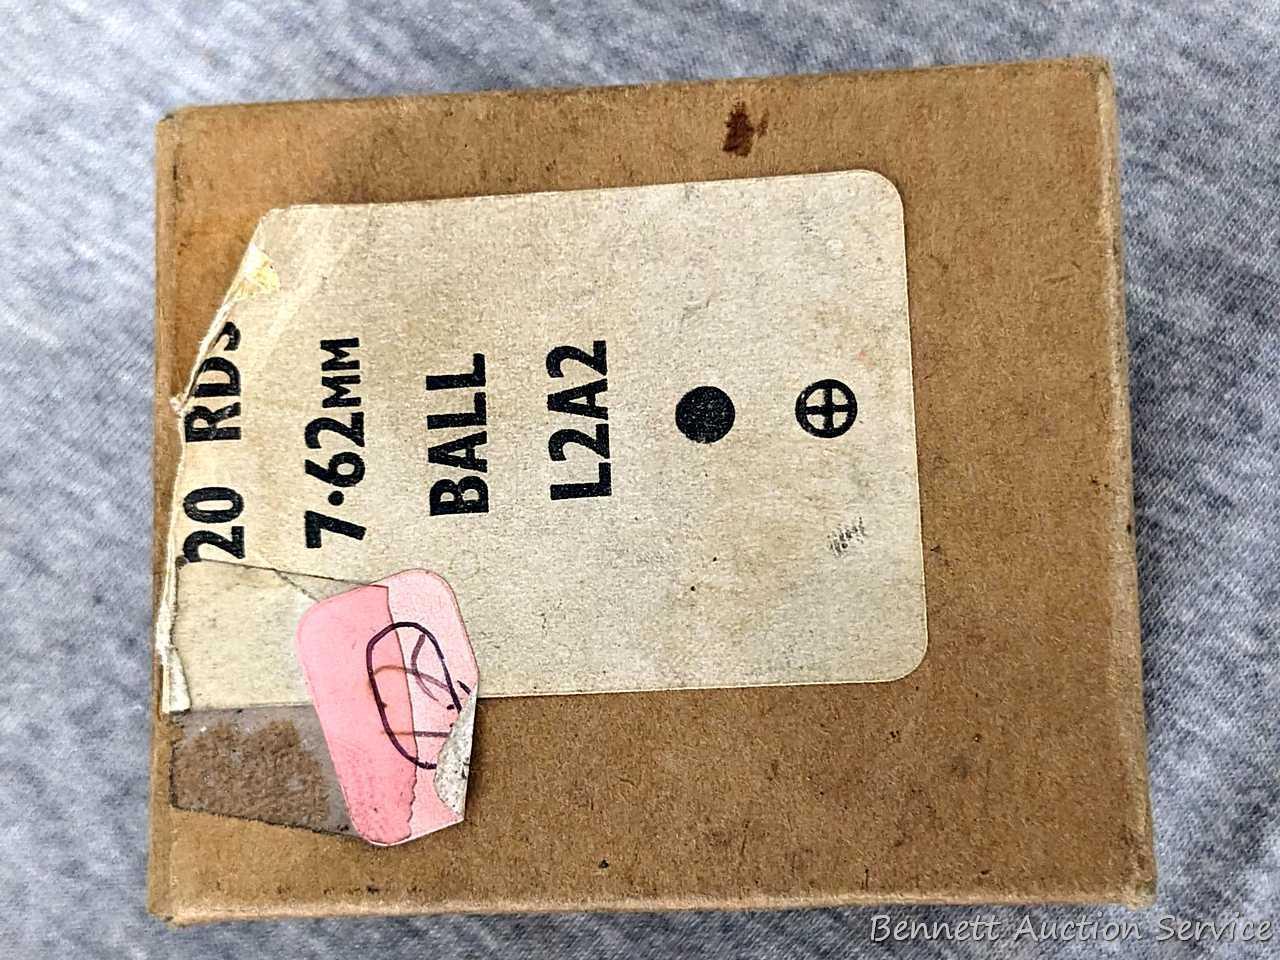 20 RDS
7.62MM
BALL
L2A2
Bennett Auction Service